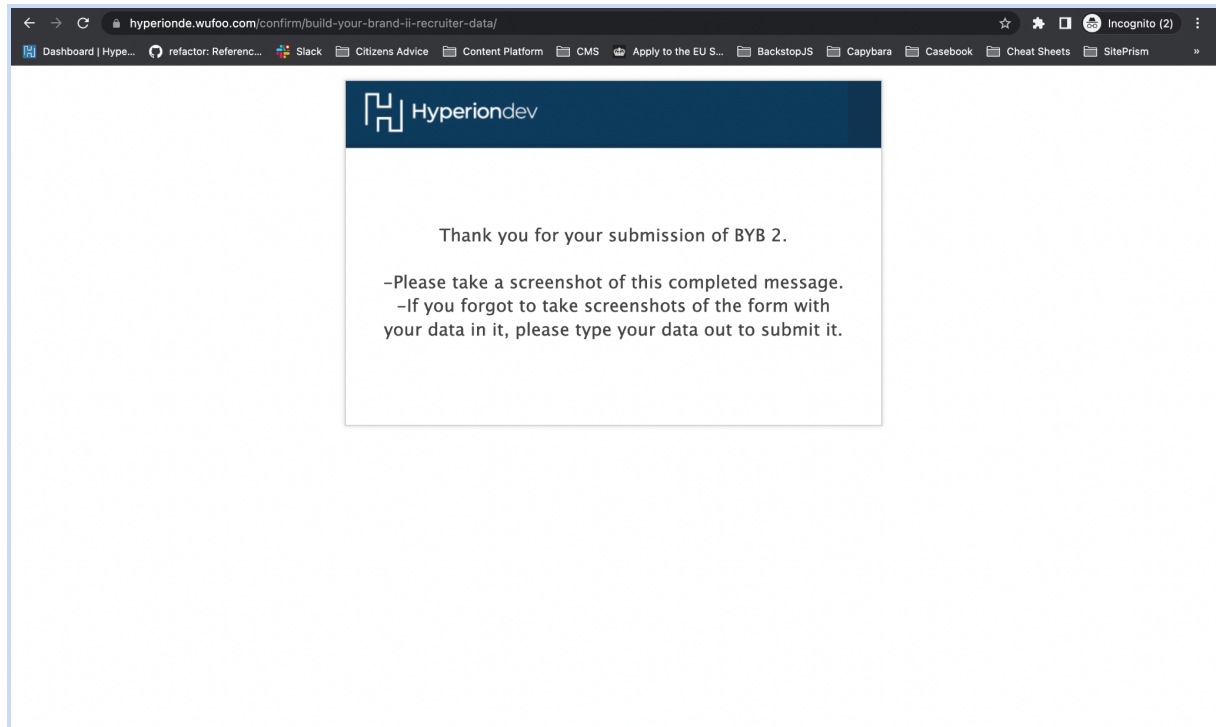 hyperionde.wufoo.com/confirm/build-your-brand-ii-recruiter-data/
Incognito (2)
Dashboard | Hype...
refactor: Referenc...
Slack
Citizens Advice
Content Platform
CMS
Apply to the EU S...
BackstopJS
Capybara
Casebook
Cheat Sheets
SitePrism
»
Hyperiondev
Thank you for your submission of BYB 2.
–Please take a screenshot of this completed message.
–If you forgot to take screenshots of the form with
your data in it, please type your data out to submit it.